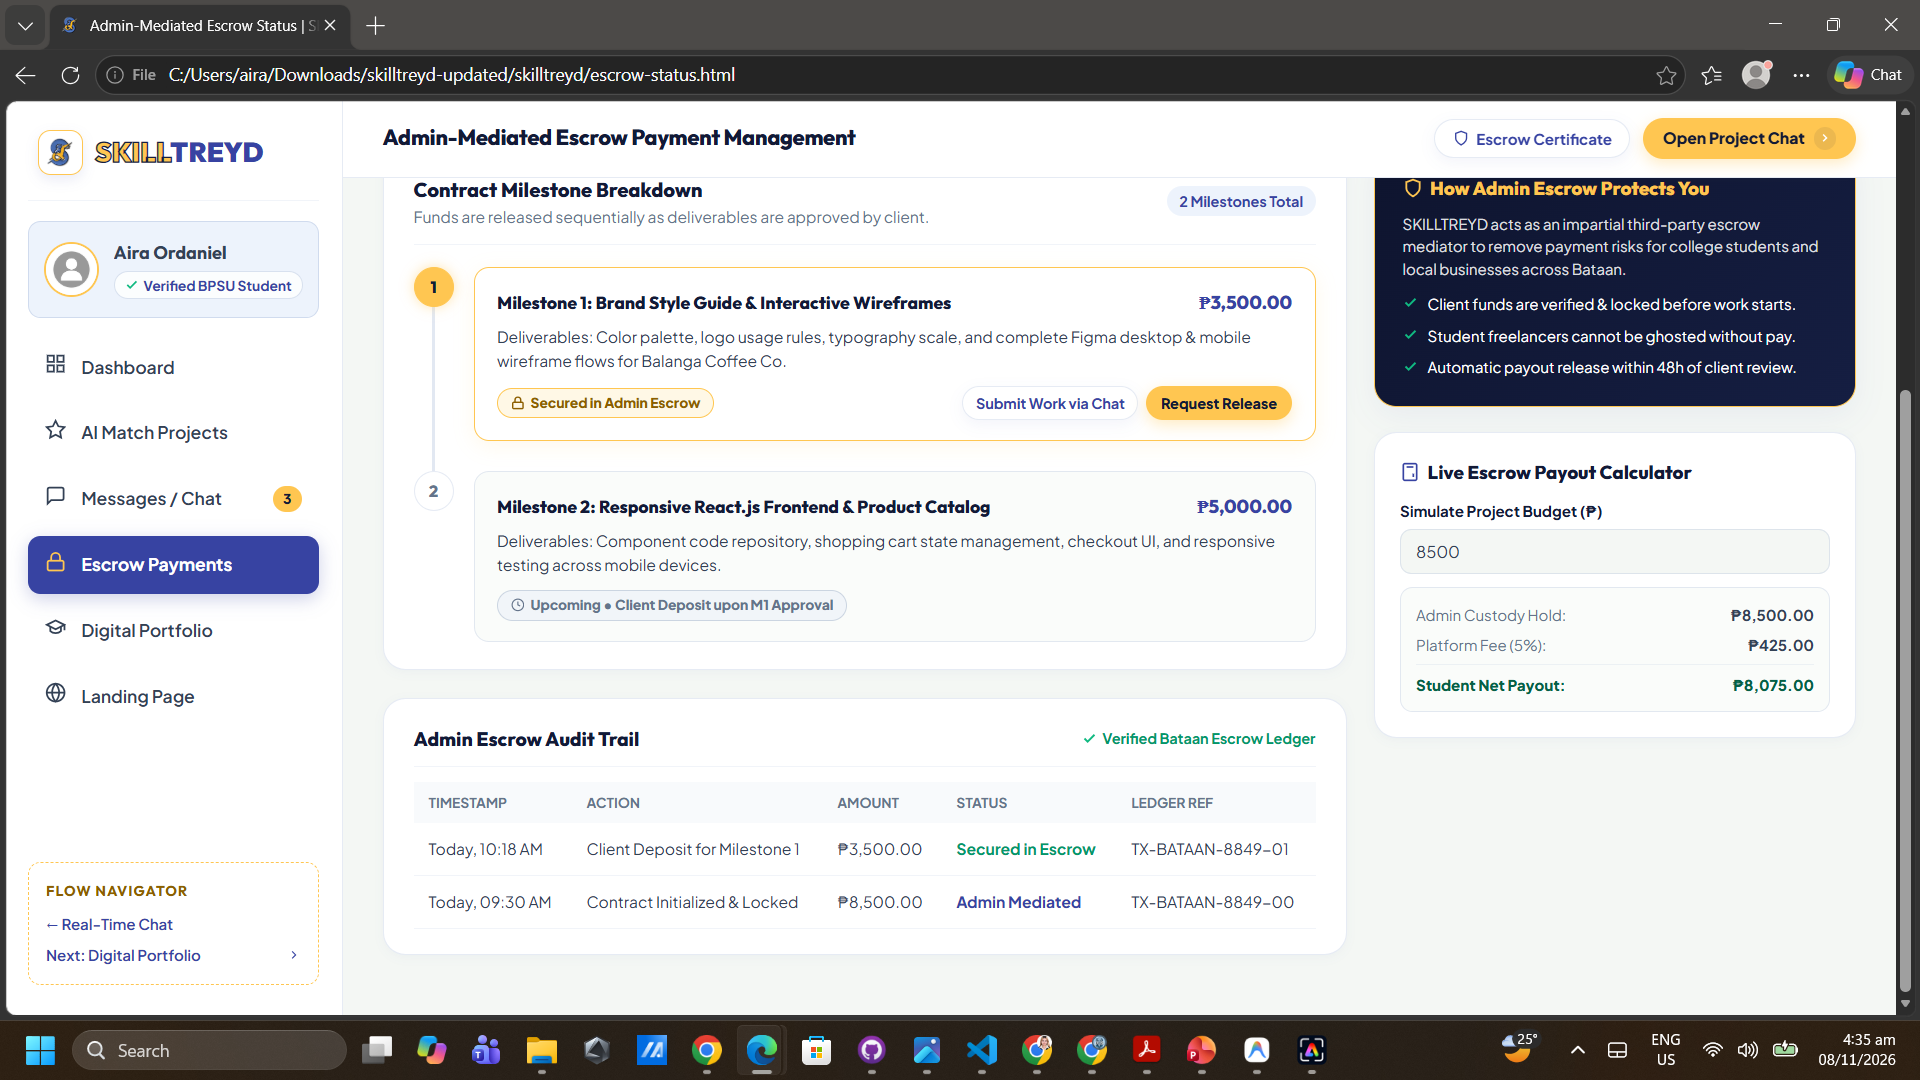 Admin-Mediated Escrow Status | S
File C:/Users/aira/Downloads/skilltreyd-updated/skilltreyd/escrow-status.html
Chat
SKILLTREYD
Aira Ordaniel
Verified BPSU Student
Dashboard
AI Match Projects
Messages / Chat 3
Escrow Payments
Digital Portfolio
Landing Page
FLOW NAVIGATOR
← Real-Time Chat
Next: Digital Portfolio
Admin-Mediated Escrow Payment Management
Escrow Certificate
Open Project Chat
Contract Milestone Breakdown
Funds are released sequentially as deliverables are approved by client.
2 Milestones Total
1
Milestone 1: Brand Style Guide & Interactive Wireframes ₱3,500.00
Deliverables: Color palette, logo usage rules, typography scale, and complete Figma desktop & mobile
wireframe flows for Balanga Coffee Co.
Secured in Admin Escrow
Submit Work via Chat
Request Release
2
Milestone 2: Responsive React.js Frontend & Product Catalog ₱5,000.00
Deliverables: Component code repository, shopping cart state management, checkout UI, and responsive
testing across mobile devices.
Upcoming • Client Deposit upon M1 Approval
Admin Escrow Audit Trail
Verified Bataan Escrow Ledger
TIMESTAMP ACTION AMOUNT STATUS LEDGER REF
Today, 10:18 AM Client Deposit for Milestone 1 ₱3,500.00 Secured in Escrow TX-BATAAN-8849-01
Today, 09:30 AM Contract Initialized & Locked ₱8,500.00 Admin Mediated TX-BATAAN-8849-00
How Admin Escrow Protects You
SKILLTREYD acts as an impartial third-party escrow
mediator to remove payment risks for college students and
local businesses across Bataan.
Client funds are verified & locked before work starts.
Student freelancers cannot be ghosted without pay.
Automatic payout release within 48h of client review.
Live Escrow Payout Calculator
Simulate Project Budget (₱)
8500
Admin Custody Hold: ₱8,500.00
Platform Fee (5%): ₱425.00
Student Net Payout: ₱8,075.00
Search
25°
ENG
US
4:35 am
08/11/2026